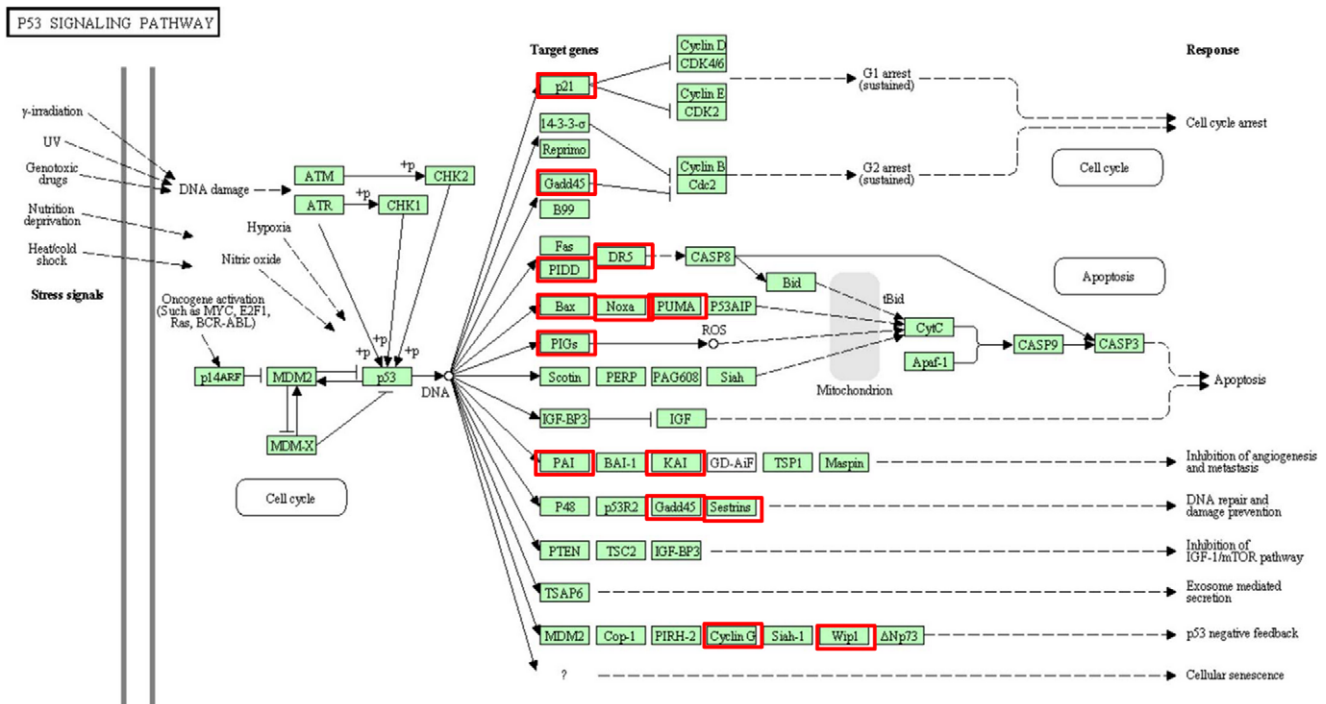 P53 SIGNALING PATHWAY
Target genes
Response
Cyclin D
CDK4/6
p21
G1 arrest
(sustained)
Cyclin E
CDK2
γ-irradiation
UV
Genotoxic
drugs
Nutrition
deprivation
Heat/cold
shock
Stress signals
DNA damage
ATM
+p
CHK2
ATR
+p
CHK1
Hypoxia
Nitric oxide
Oncogene activation
(Such as MYC, E2F1,
Ras, BCR-ABL)
+p
+p
+p
p14ARF
MDM2
p53
DNA
MDM-X
Cell cycle
14-3-3-σ
Reprimo
Gadd45
B99
Cyclin B
Cdc2
G2 arrest
(sustained)
Cell cycle arrest
Cell cycle
Fas
PIDD
DR5
CASP8
Bid
tBid
Apoptosis
Bax
Noxa
PUMA
P53AIP
PIGs
ROS
CytC
Apaf-1
CASP9
CASP3
Mitochondrion
Scotin
PERP
PAG608
Siah
Apoptosis
IGF-BP3
IGF
PAI
BAI-1
KAI
GD-AiF
TSP1
Maspin
Inhibition of angiogenesis
and metastasis
P48
p53R2
Gadd45
Sestrins
DNA repair and
damage prevention
PTEN
TSC2
IGF-BP3
Inhibition of
IGF-1/mTOR pathway
TSAP6
Exosome mediated
secretion
MDM2
Cop-1
PIRH-2
Cyclin G
Siah-1
Wip1
ΔNp73
p53 negative feedback
?
Cellular senescence